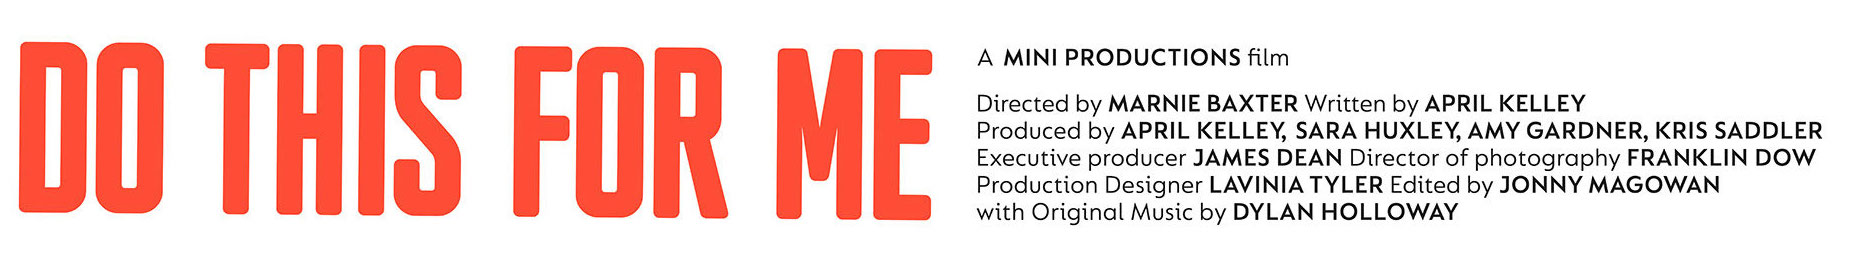 DO THIS FOR ME
A MINI PRODUCTIONS film
Directed by MARNIE BAXTER Written by APRIL KELLEY
Produced by APRIL KELLEY, SARA HUXLEY, AMY GARDNER, KRIS SADDLER
Executive producer JAMES DEAN Director of photography FRANKLIN DOW
Production Designer LAVINIA TYLER Edited by JONNY MAGOWAN
with Original Music by DYLAN HOLLOWAY